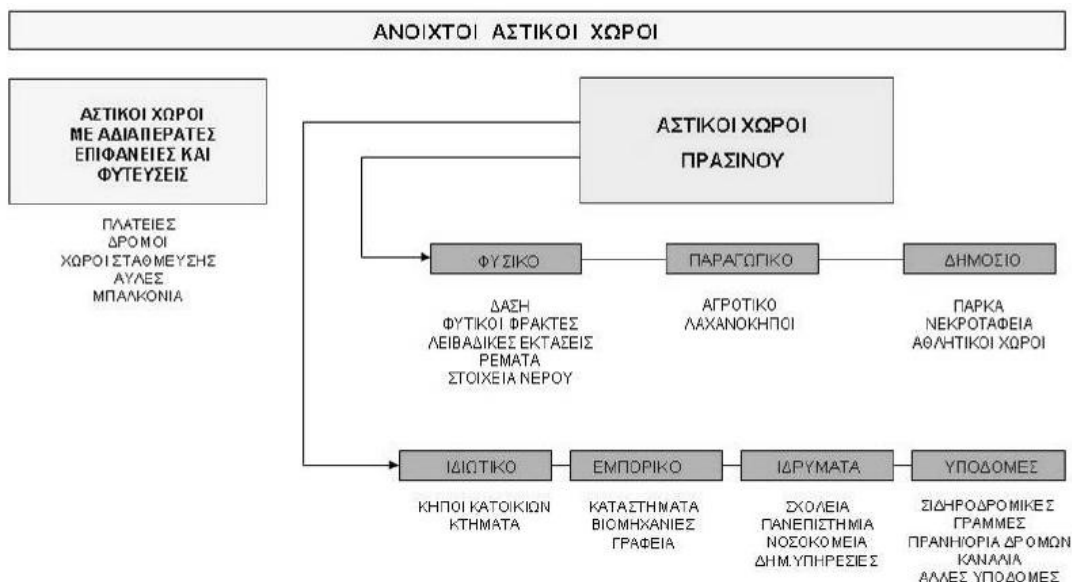 ΑΝΟΙΧΤΟΙ ΑΣΤΙΚΟΙ ΧΩΡΟΙ
ΑΣΤΙΚΟΙ ΧΩΡΟΙ
ΜΕ ΑΔΙΑΠΕΡΑΤΕΣ
ΕΠΙΦΑΝΕΙΕΣ ΚΑΙ
ΦΥΤΕΥΣΕΙΣ
ΠΛΑΤΕΙΕΣ
ΔΡΟΜΟΙ
ΧΩΡΟΙ ΣΤΑΘΜΕΥΣΗΣ
ΑΥΛΕΣ
ΜΠΑΛΚΟΝΙΑ
ΑΣΤΙΚΟΙ ΧΩΡΟΙ
ΠΡΑΣΙΝΟΥ
ΦΥΣΙΚΟ
ΔΑΣΗ
ΦΥΤΙΚΟΙ ΦΡΑΚΤΕΣ
ΛΕΙΒΑΔΙΚΕΣ ΕΚΤΑΣΕΙΣ
ΡΕΜΑΤΑ
ΣΤΟΙΧΕΙΑ ΝΕΡΟΥ
ΠΑΡΑΓΩΓΙΚΟ
ΑΓΡΟΤΙΚΟ
ΛΑΧΑΝΟΚΗΠΟΙ
ΔΗΜΟΣΙΟ
ΠΑΡΚΑ
ΝΕΚΡΟΤΑΦΕΙΑ
ΑΘΛΗΤΙΚΟΙ ΧΩΡΟΙ
ΙΔΙΩΤΙΚΟ
ΚΗΠΟΙ ΚΑΤΟΙΚΙΩΝ
ΚΤΗΜΑΤΑ
ΕΜΠΟΡΙΚΟ
ΚΑΤΑΣΤΗΜΑΤΑ
ΒΙΟΜΗΧΑΝΙΕΣ
ΓΡΑΦΕΙΑ
ΙΔΡΥΜΑΤΑ
ΣΧΟΛΕΙΑ
ΠΑΝΕΠΙΣΤΗΜΙΑ
ΝΟΣΟΚΟΜΕΙΑ
ΔΗΜ.ΥΠΗΡΕΣΙΕΣ
ΥΠΟΔΟΜΕΣ
ΣΙΔΗΡΟΔΡΟΜΙΚΕΣ
ΓΡΑΜΜΕΣ
ΠΡΑΝΗ/ΟΡΙΑ ΔΡΟΜΩΝ
ΚΑΝΑΛΙΑ
ΑΛΛΕΣ ΥΠΟΔΟΜΕΣ